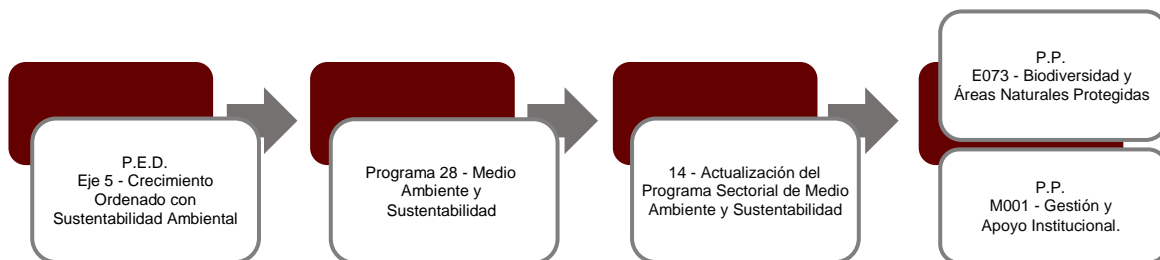 P.E.D.
Eje 5 - Crecimiento
Ordenado con
Sustentabilidad Ambiental
Programa 28 - Medio
Ambiente y
Sustentabilidad
14 - Actualización del
Programa Sectorial de Medio
Ambiente y Sustentabilidad
P.P.
E073 - Biodiversidad y
Áreas Naturales Protegidas
P.P.
M001 - Gestión y
Apoyo Institucional.